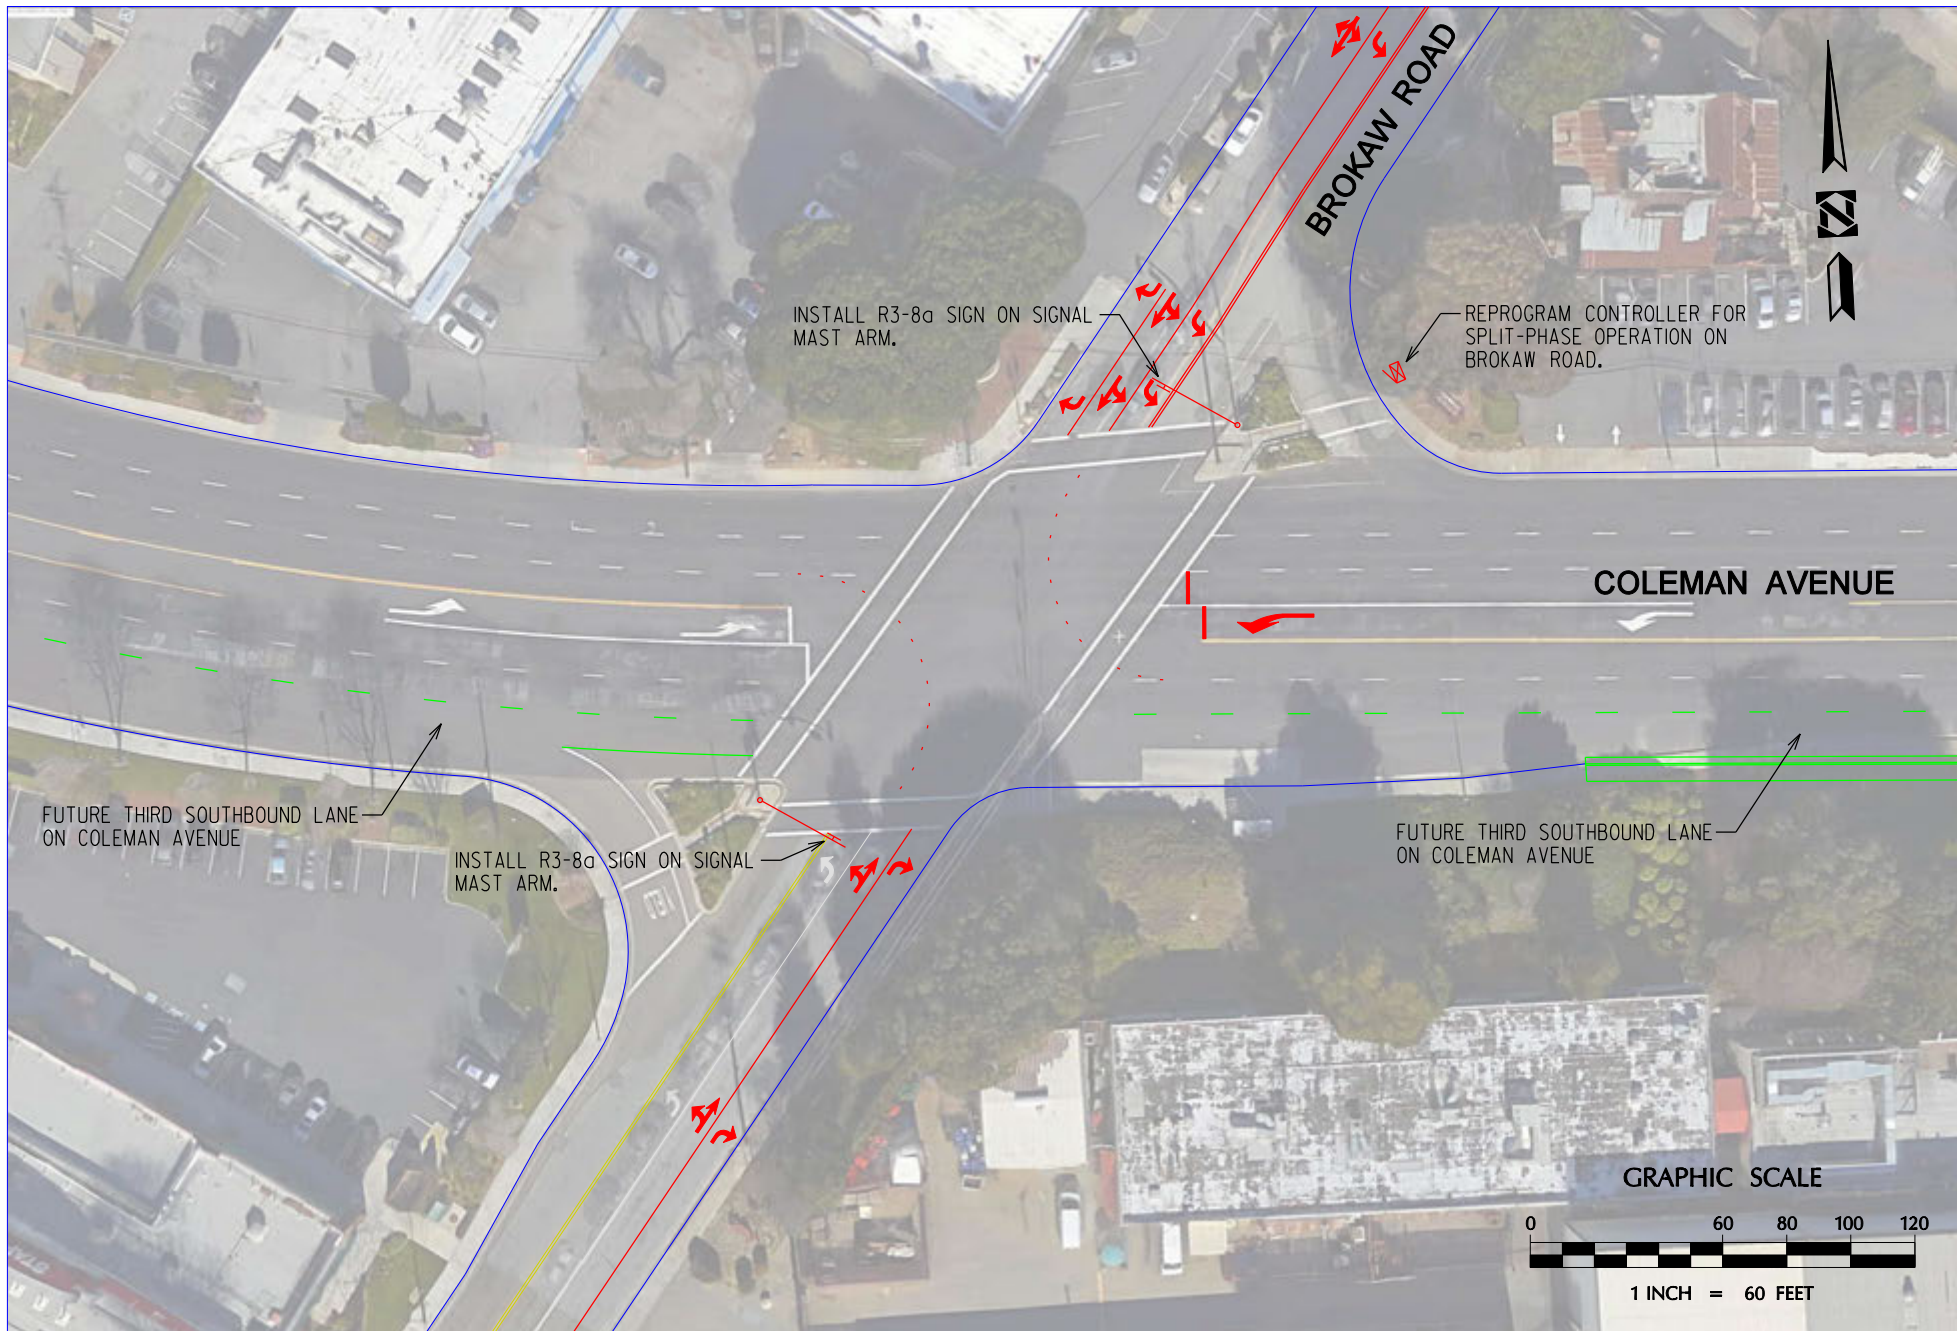 BROKAW ROAD
INSTALL R3-8a SIGN ON SIGNAL
MAST ARM.
REPROGRAM CONTROLLER FOR
SPLIT-PHASE OPERATION ON
BROKAW ROAD.
COLEMAN AVENUE
FUTURE THIRD SOUTHBOUND LANE
ON COLEMAN AVENUE
INSTALL R3-8a SIGN ON SIGNAL
MAST ARM.
FUTURE THIRD SOUTHBOUND LANE
ON COLEMAN AVENUE
GRAPHIC SCALE
0 60 80 100 120
1 INCH = 60 FEET